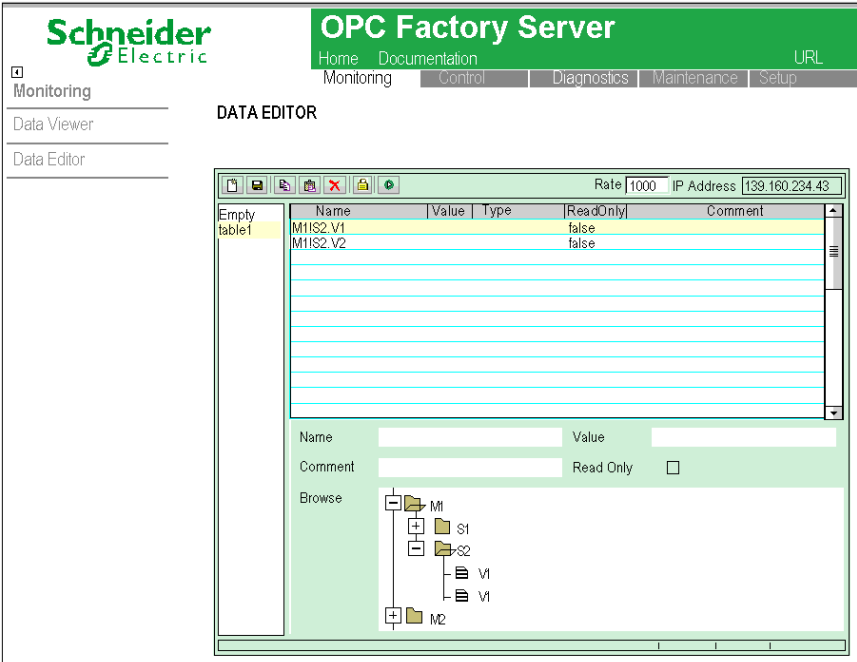 Schneider
Electric
OPC Factory Server
Home Documentation URL
Monitoring Control Diagnostics Maintenance Setup
Monitoring
Data Viewer
Data Editor
DATA EDITOR
Rate 1000 IP Address 139.160.234.43
Empty
table1
Name Value Type ReadOnly Comment
M1!S2.V1 false
M1!S2.V2 false
Name Value
Comment Read Only
Browse
M1
S1
S2
V1
V1
M2